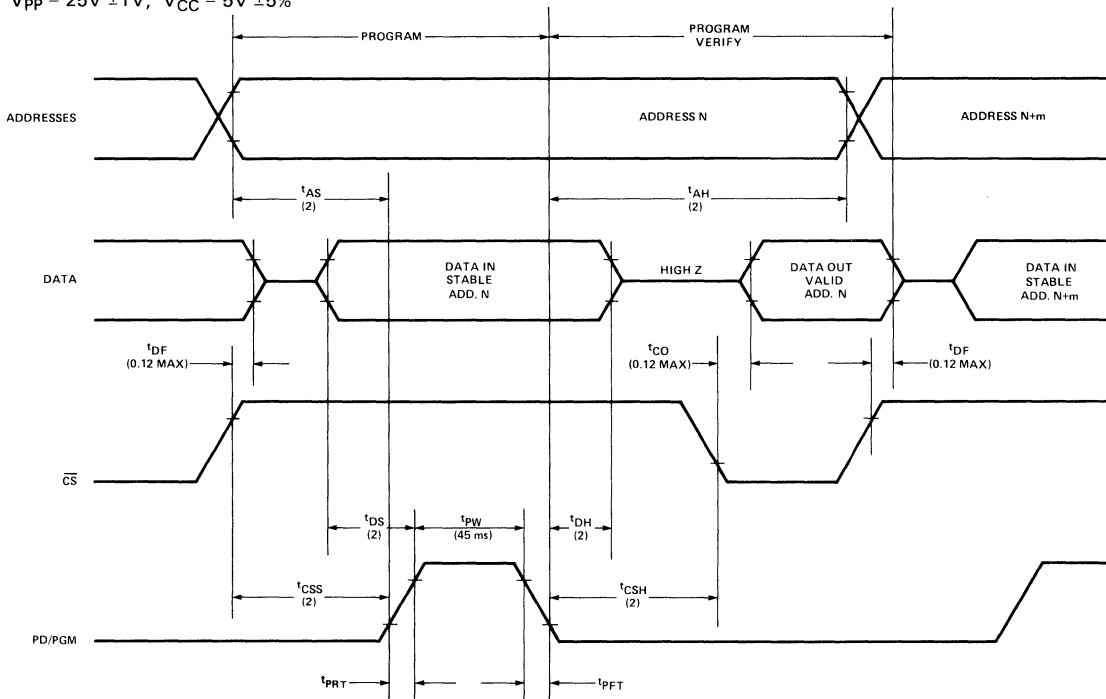 VPP = 25V ±1V, VCC = 5V ±5%
PROGRAM
PROGRAM
VERIFY
ADDRESSES
ADDRESS N
ADDRESS N+m
tAS
(2)
tAH
(2)
DATA
DATA IN
STABLE
ADD. N
HIGH Z
DATA OUT
VALID
ADD. N
DATA IN
STABLE
ADD. N+m
tDF
(0.12 MAX)
tCO
(0.12 MAX)
tDF
(0.12 MAX)
CS
tDS
(2)
tPW
(45 ms)
tDH
(2)
tCSS
(2)
tCSH
(2)
PD/PGM
tPRT
tPFT